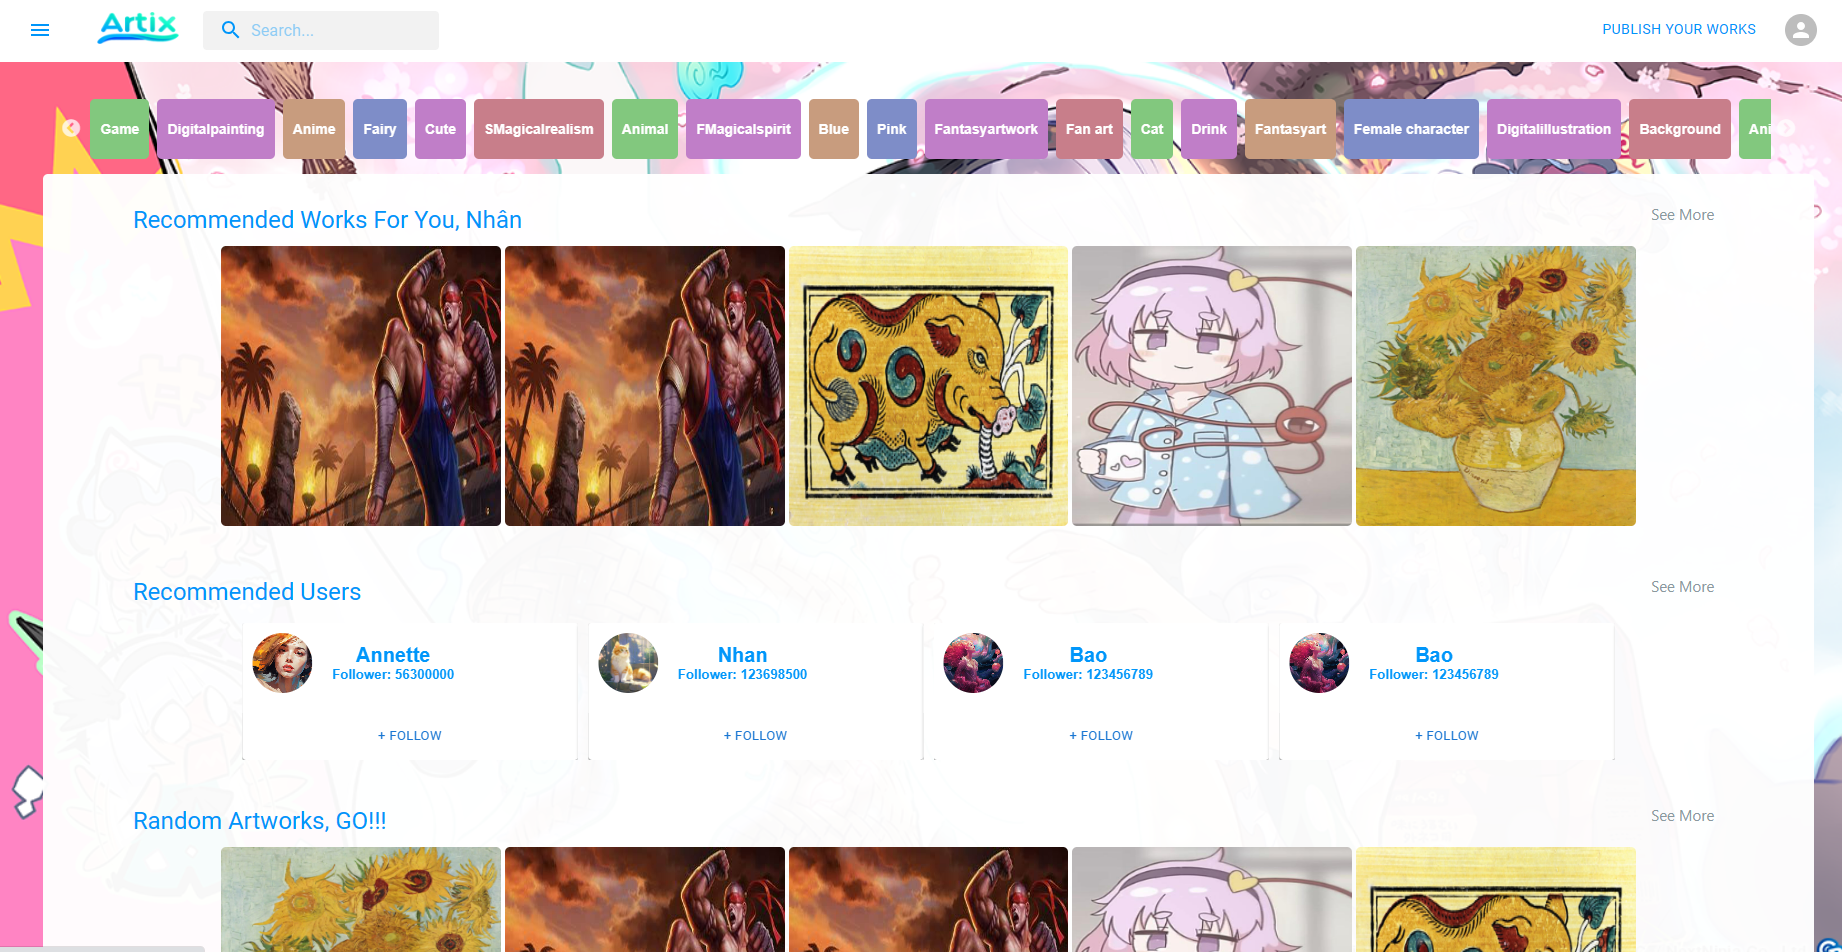 Artix
Search...
PUBLISH YOUR WORKS
Game
Digitalpainting
Anime
Fairy
Cute
SMagicalrealism
Animal
FMagicalspirit
Blue
Pink
Fantasyartwork
Fan art
Cat
Drink
Fantasyart
Female character
Digitalillustration
Background
Ani
Recommended Works For You, Nhân
See More
Recommended Users
See More
Annette
Follower: 56300000
+ FOLLOW
Nhan
Follower: 123698500
+ FOLLOW
Bao
Follower: 123456789
+ FOLLOW
Bao
Follower: 123456789
+ FOLLOW
Random Artworks, GO!!!
See More